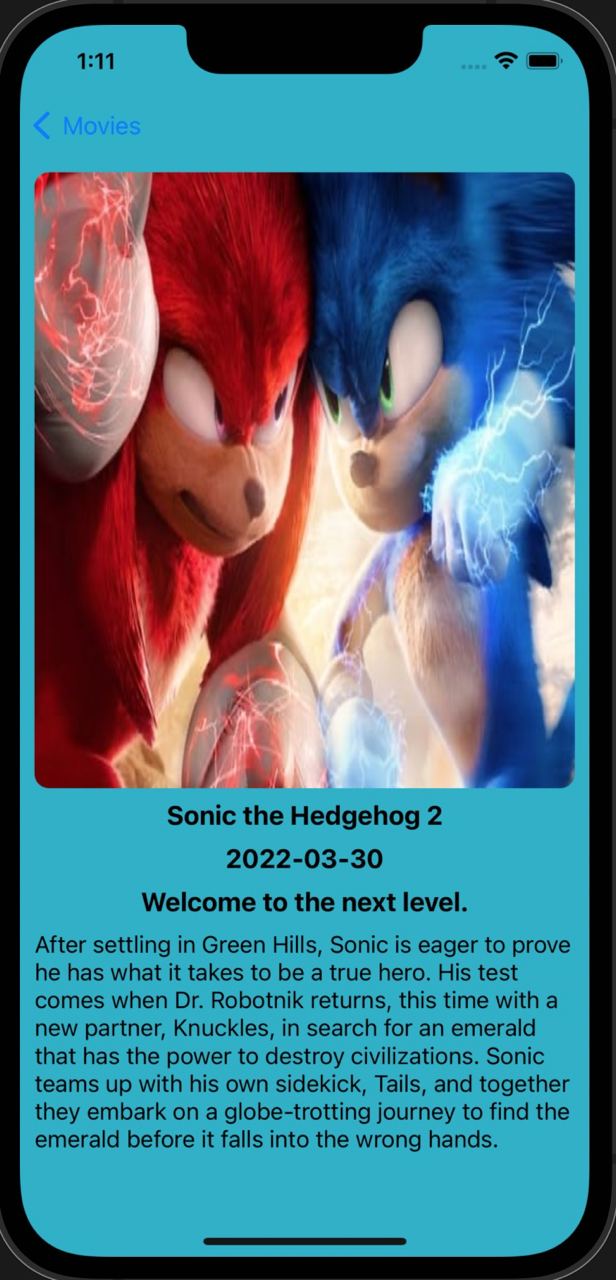 1:11
Movies
Sonic the Hedgehog 2
2022-03-30
Welcome to the next level.
After settling in Green Hills, Sonic is eager to prove
he has what it takes to be a true hero. His test
comes when Dr. Robotnik returns, this time with a
new partner, Knuckles, in search for an emerald
that has the power to destroy civilizations. Sonic
teams up with his own sidekick, Tails, and together
they embark on a globe-trotting journey to find the
emerald before it falls into the wrong hands.